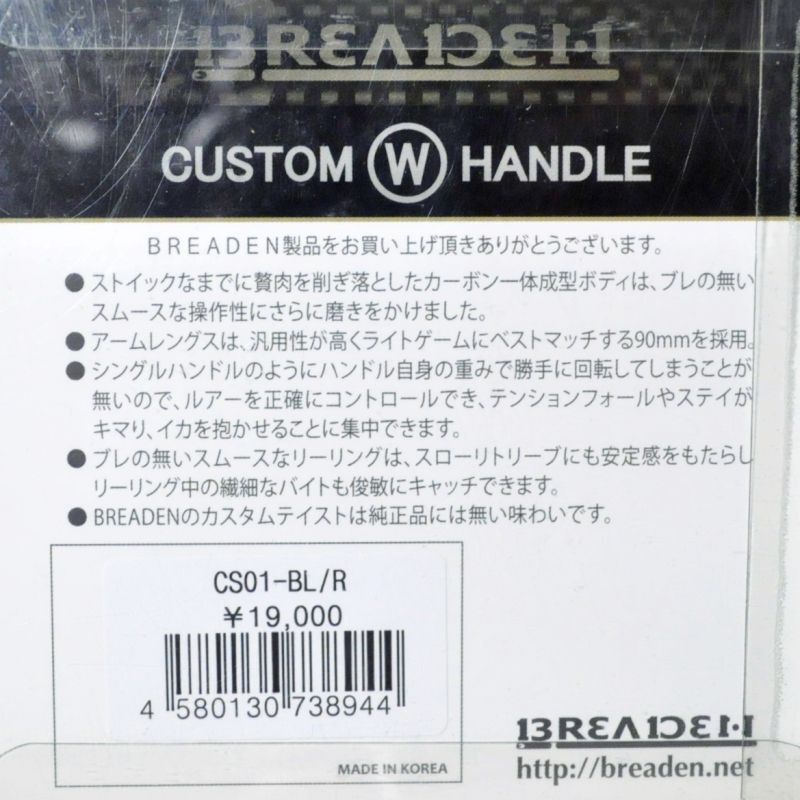 BREADEN
CUSTOM W HANDLE
BREADEN製品をお買い上げ頂きありがとうございます。
●ストイックなまでに贅肉を削ぎ落としたカーボン一体成型ボディは、ブレの無い
スムースな操作性にさらに磨きをかけました。
●アームレングスは、汎用性が高くライトゲームにベストマッチする90mmを採用。
●シングルハンドルのようにハンドル自身の重みで勝手に回転してしまうことが
無いので、ルアーを正確にコントロールでき、テンションフォールやステイが
キマり、イカを抱かせることに集中できます。
●ブレの無いスムースなリーリングは、スローリトリーブにも安定感をもたらし
リーリング中の繊細なバイトも俊敏にキャッチできます。
●BREADENのカスタムテイストは純正品には無い味わいです。
CS01-BL/R
¥19,000
4 580130 738944
MADE IN KOREA
BREADEN
http://breaden.net